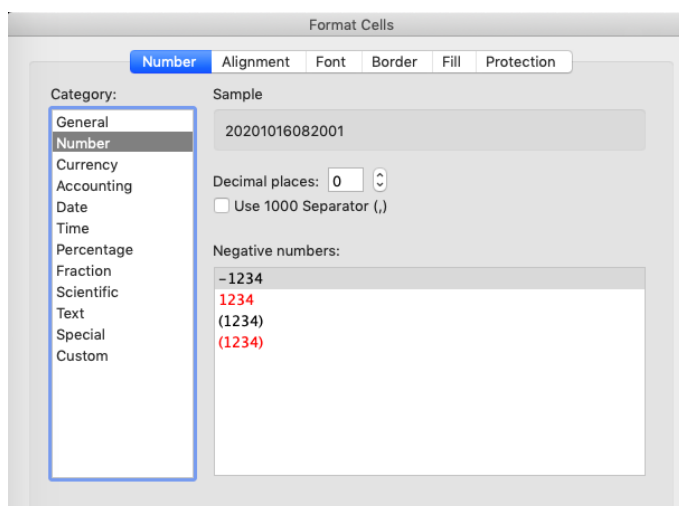 Format Cells
Number Alignment Font Border Fill Protection
Category:
General
Number
Currency
Accounting
Date
Time
Percentage
Fraction
Scientific
Text
Special
Custom
Sample
20201016082001
Decimal places: 0
Use 1000 Separator (,)
Negative numbers:
-1234
1234
(1234)
(1234)